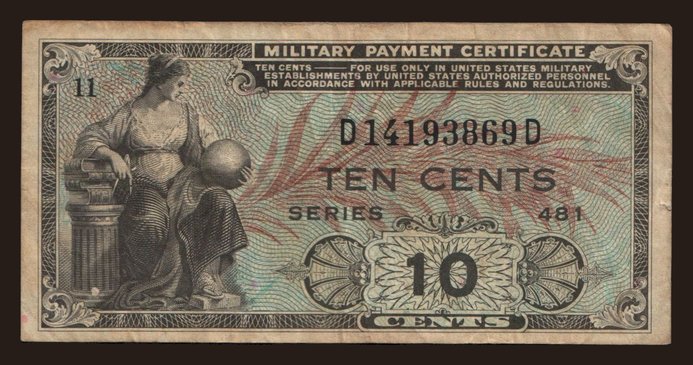 MILITARY PAYMENT CERTIFICATE
TEN CENTS — FOR USE ONLY IN UNITED STATES MILITARY
ESTABLISHMENTS BY UNITED STATES AUTHORIZED PERSONNEL
IN ACCORDANCE WITH APPLICABLE RULES AND REGULATIONS.
11
D14193869D
TEN CENTS
SERIES 481
10
CENTS